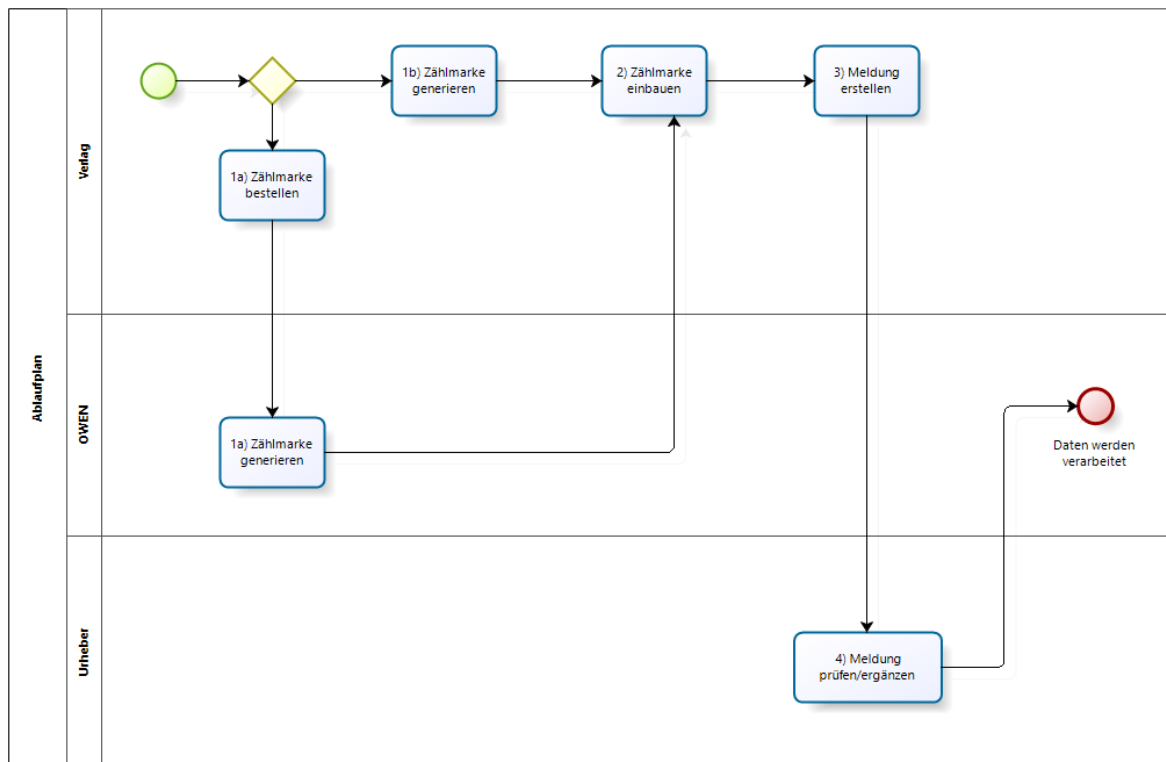 Ablaufplan
Verlag
1b) Zählmarke
generieren
2) Zählmarke
einbauen
3) Meldung
erstellen
1a) Zählmarke
bestellen
OWEN
1a) Zählmarke
generieren
Daten werden
verarbeitet
Urheber
4) Meldung
prüfen/ergänzen